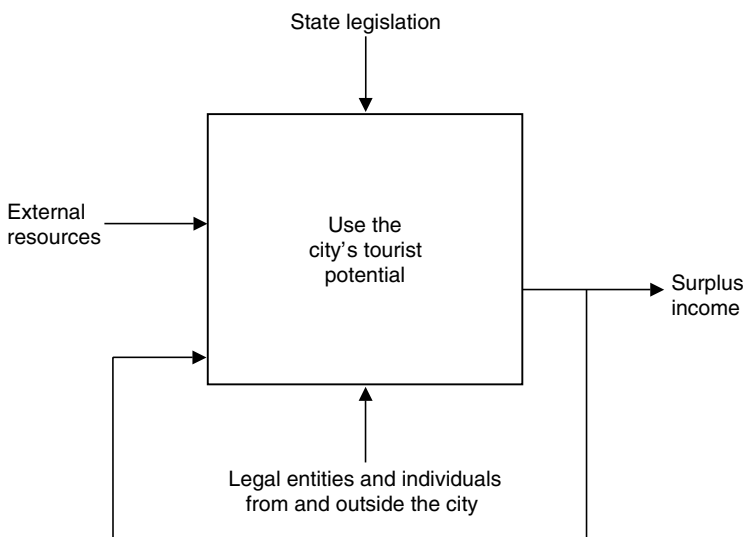 State legislation
External
resources
Use the
city's tourist
potential
Surplus
income
Legal entities and individuals
from and outside the city